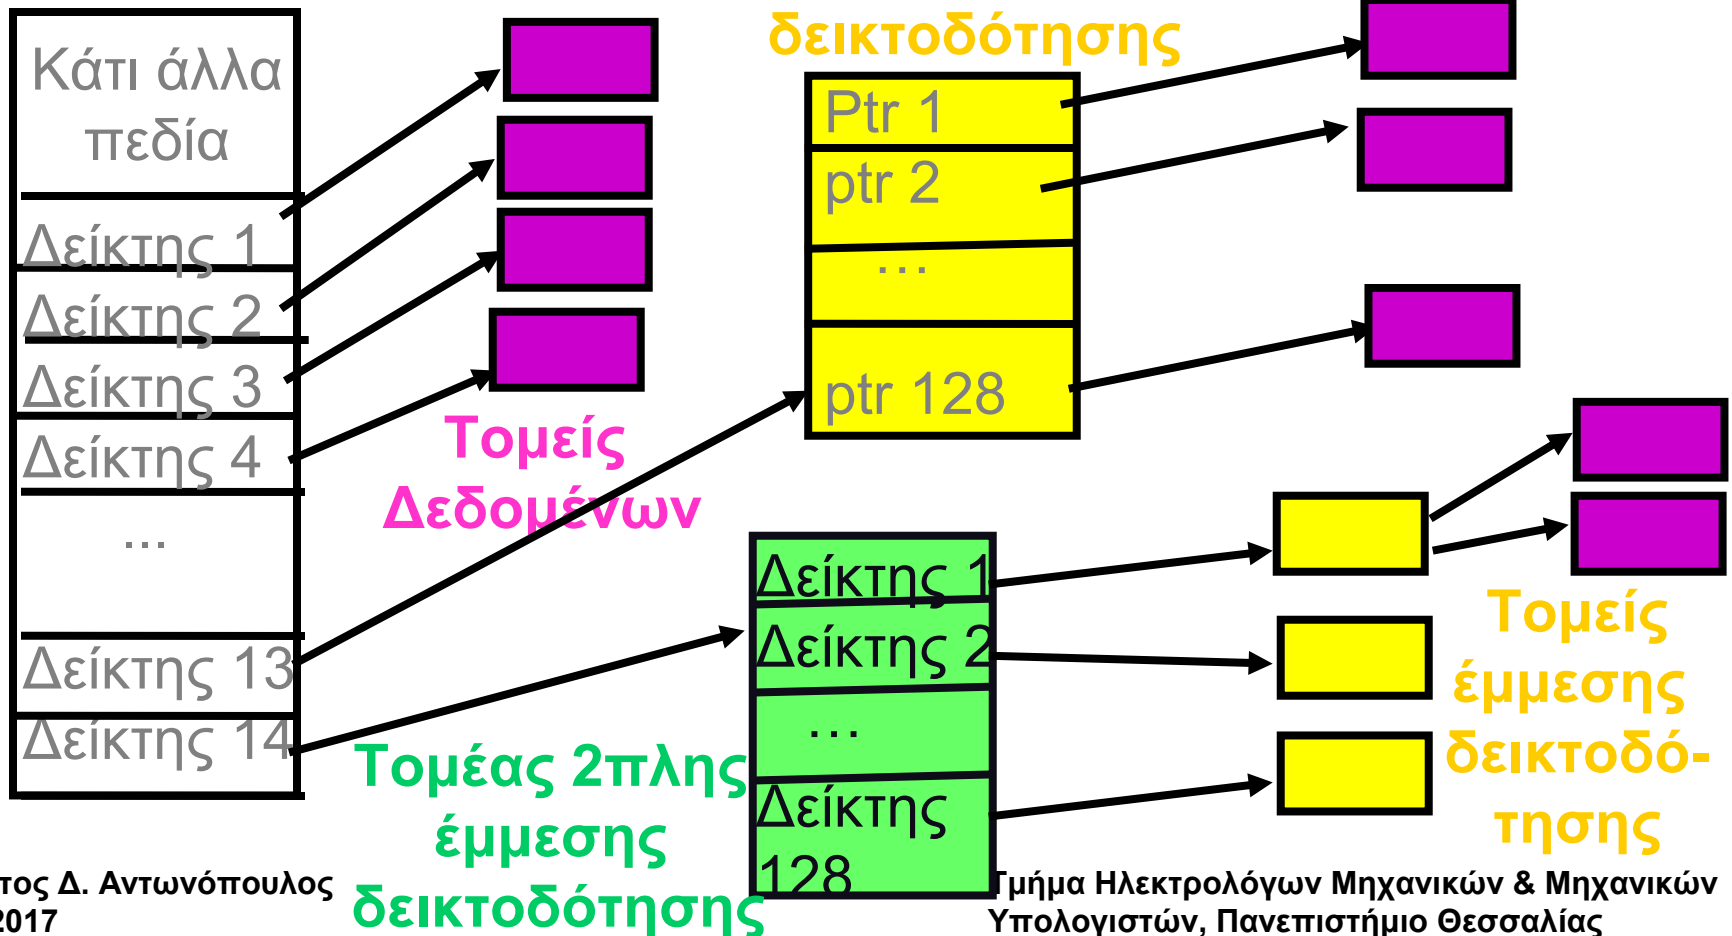 Κάτι άλλα
πεδία
Δείκτης 1
Δείκτης 2
Δείκτης 3
Δείκτης 4
...
Δείκτης 13
Δείκτης 14
Τομείς
Δεδομένων
δεικτοδότησης
Ptr 1
ptr 2
...
ptr 128
Δείκτης 1
Δείκτης 2
...
Δείκτης
128
Τομείς
έμμεσης
δεικτοδό-
τησης
Τομέας 2πλης
έμμεσης
δεικτοδότησης
τος Δ. Αντωνόπουλος
2017
Τμήμα Ηλεκτρολόγων Μηχανικών & Μηχανικών
Υπολογιστών, Πανεπιστήμιο Θεσσαλίας